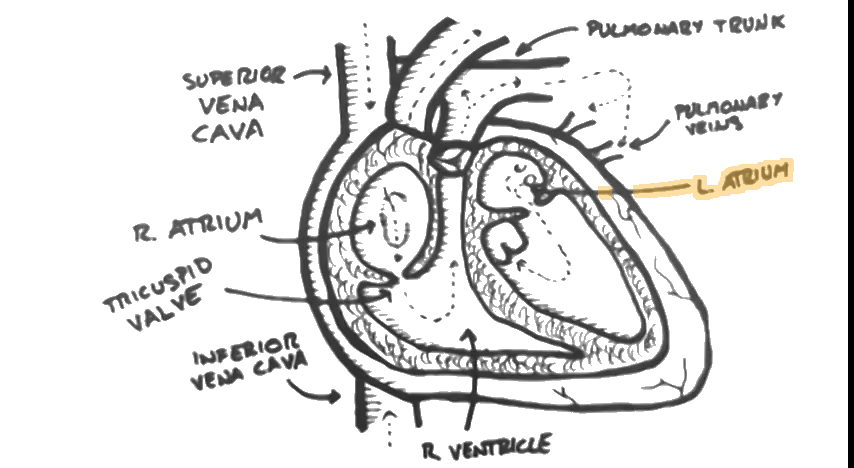 PULMONARY TRUNK
SUPERIOR
VENA
CAVA
PULMONARY
VEINS
L. ATRIUM
R. ATRIUM
TRICUSPID
VALVE
INFERIOR
VENA CAVA
R VENTRICLE